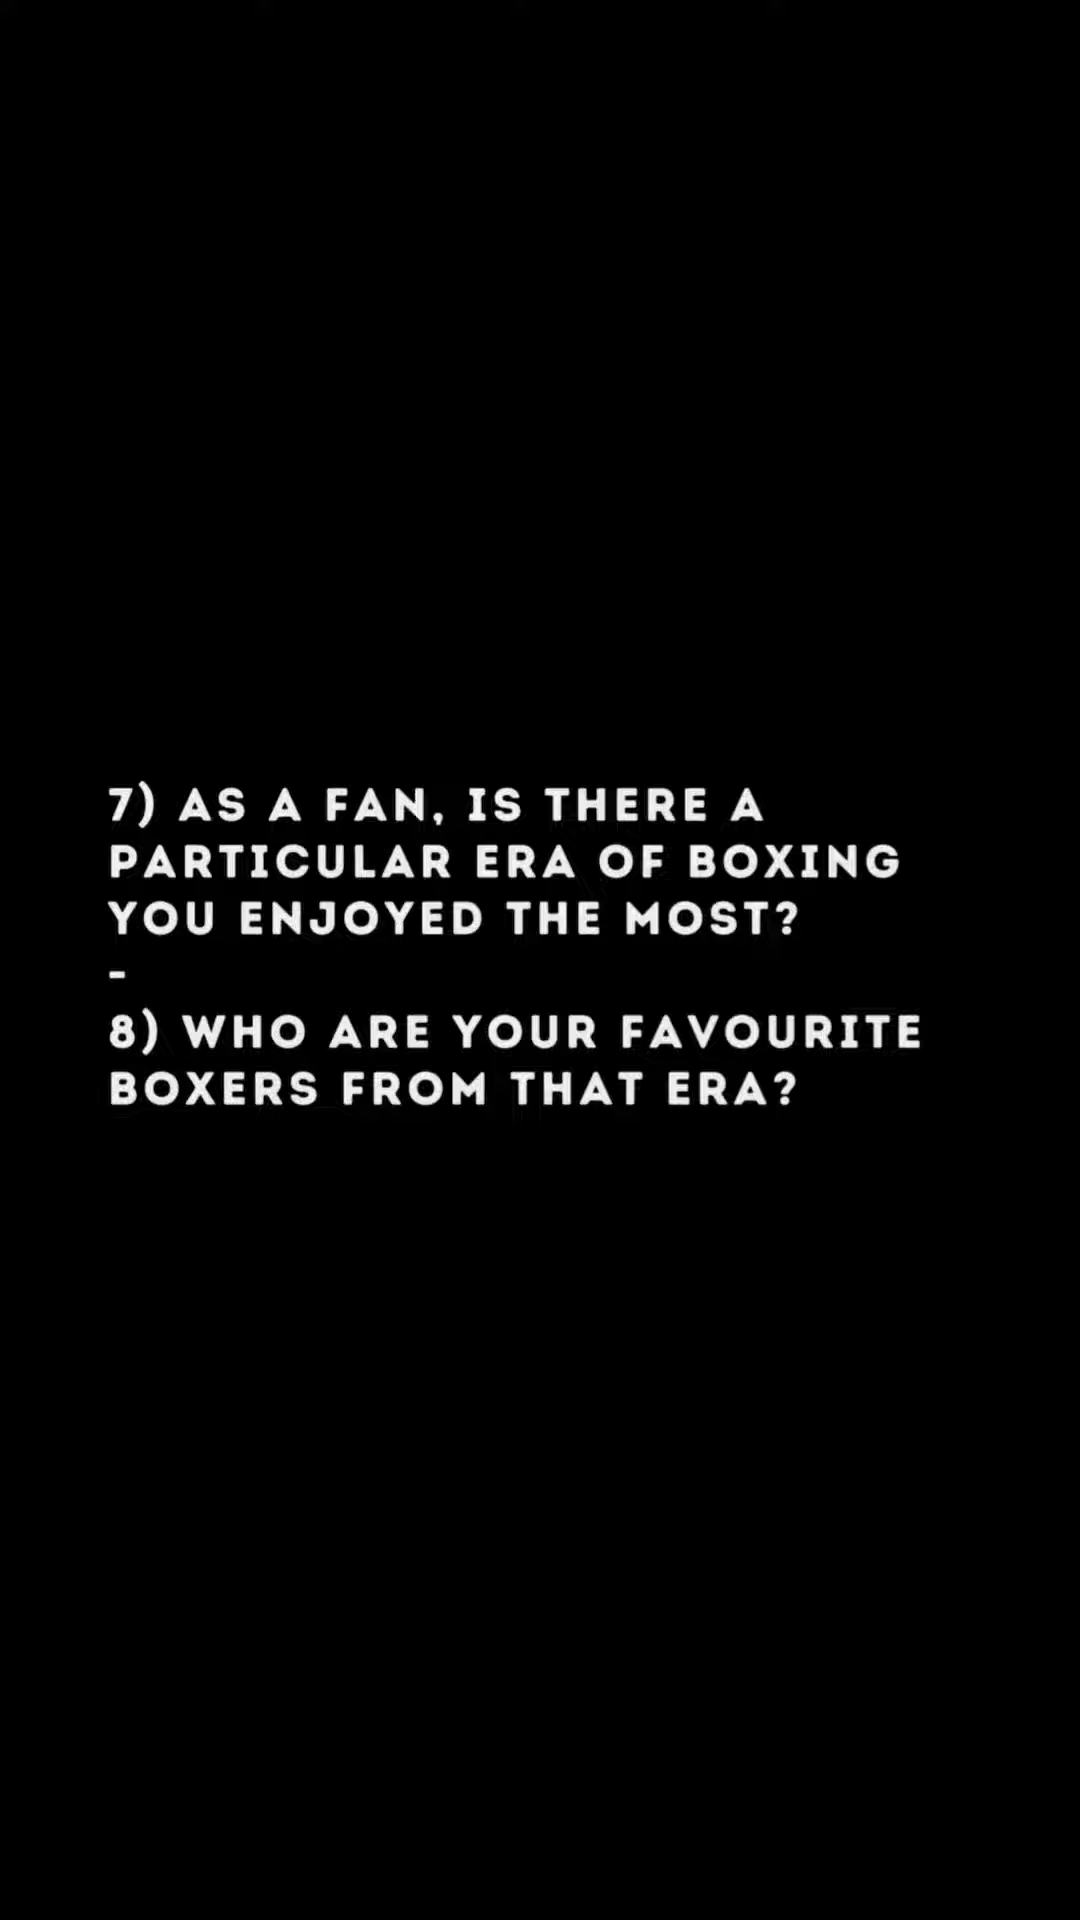 7) AS A FAN, IS THERE A
PARTICULAR ERA OF BOXING
YOU ENJOYED THE MOST?
-
8) WHO ARE YOUR FAVOURITE
BOXERS FROM THAT ERA?